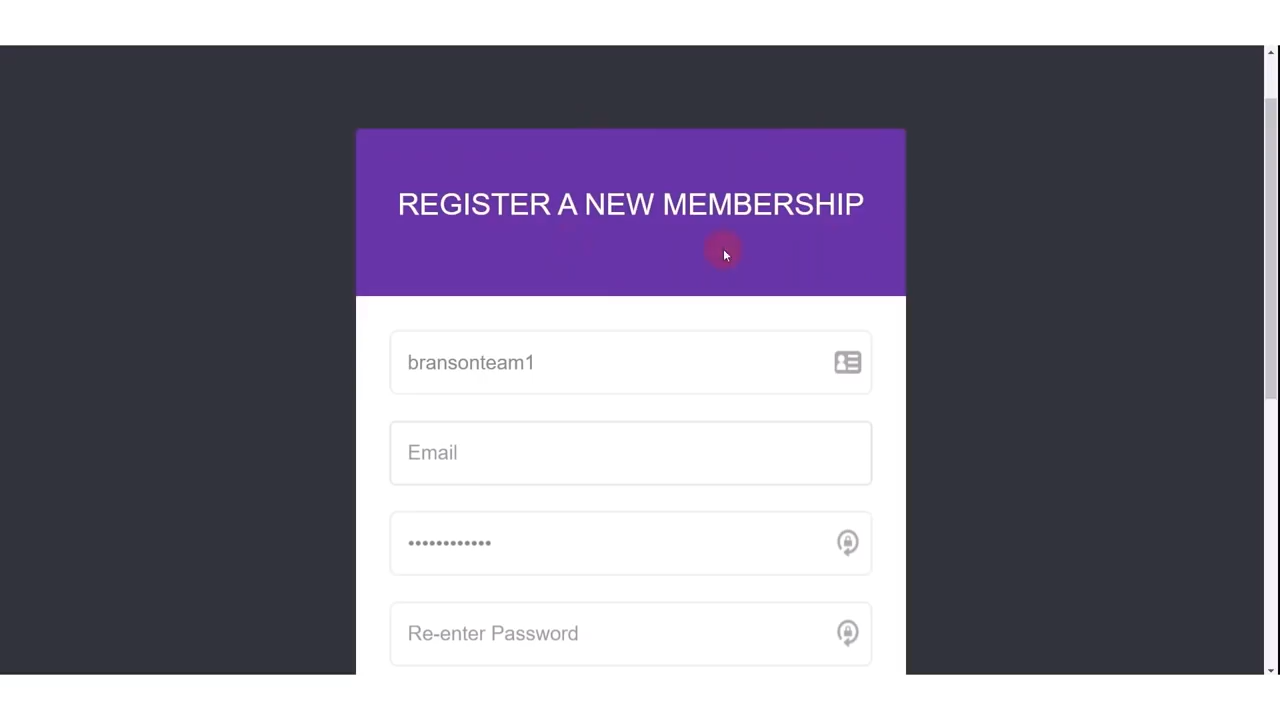 REGISTER A NEW MEMBERSHIP
bransonteam1
Email
••••••••••••
Re-enter Password